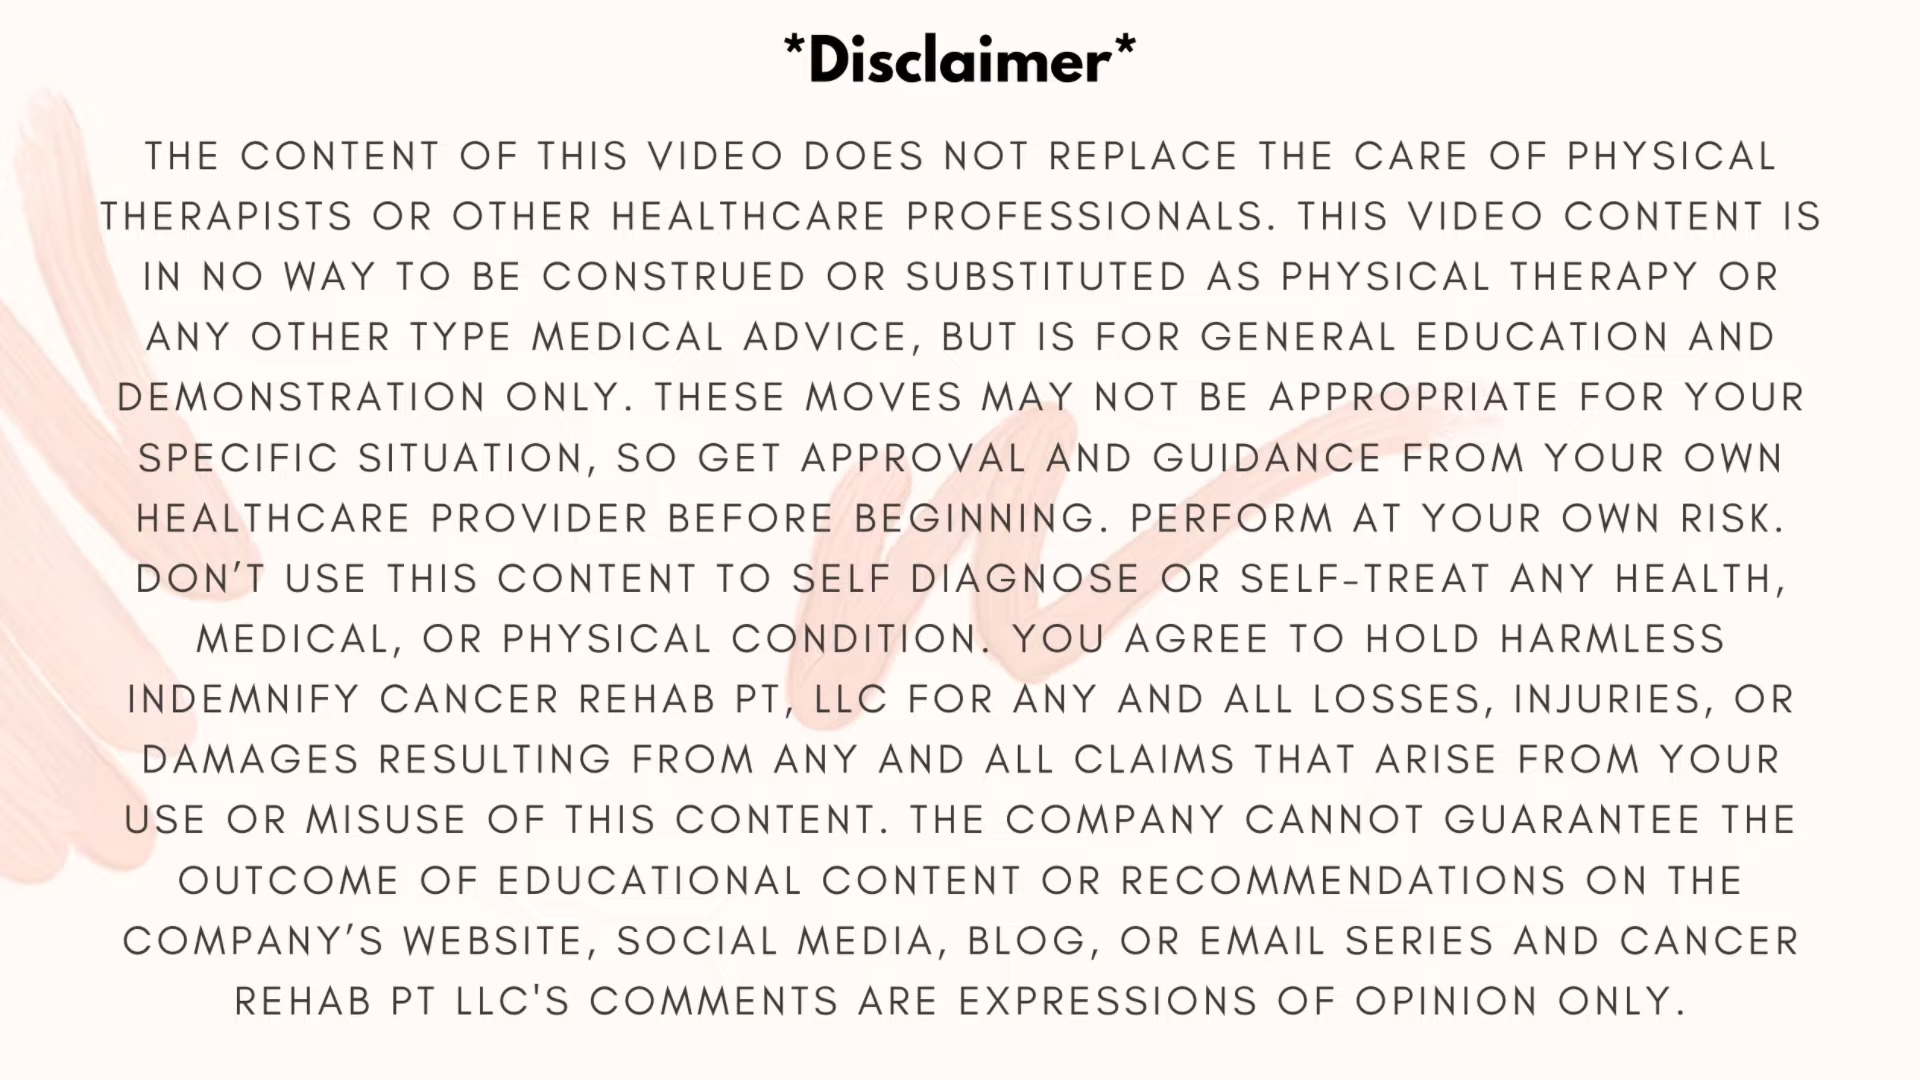 *Disclaimer*
THE CONTENT OF THIS VIDEO DOES NOT REPLACE THE CARE OF PHYSICAL
THERAPISTS OR OTHER HEALTHCARE PROFESSIONALS. THIS VIDEO CONTENT IS
IN NO WAY TO BE CONSTRUED OR SUBSTITUTED AS PHYSICAL THERAPY OR
ANY OTHER TYPE MEDICAL ADVICE, BUT IS FOR GENERAL EDUCATION AND
DEMONSTRATION ONLY. THESE MOVES MAY NOT BE APPROPRIATE FOR YOUR
SPECIFIC SITUATION, SO GET APPROVAL AND GUIDANCE FROM YOUR OWN
HEALTHCARE PROVIDER BEFORE BEGINNING. PERFORM AT YOUR OWN RISK.
DON’T USE THIS CONTENT TO SELF DIAGNOSE OR SELF-TREAT ANY HEALTH,
MEDICAL, OR PHYSICAL CONDITION. YOU AGREE TO HOLD HARMLESS
INDEMNIFY CANCER REHAB PT, LLC FOR ANY AND ALL LOSSES, INJURIES, OR
DAMAGES RESULTING FROM ANY AND ALL CLAIMS THAT ARISE FROM YOUR
USE OR MISUSE OF THIS CONTENT. THE COMPANY CANNOT GUARANTEE THE
OUTCOME OF EDUCATIONAL CONTENT OR RECOMMENDATIONS ON THE
COMPANY’S WEBSITE, SOCIAL MEDIA, BLOG, OR EMAIL SERIES AND CANCER
REHAB PT LLC'S COMMENTS ARE EXPRESSIONS OF OPINION ONLY.